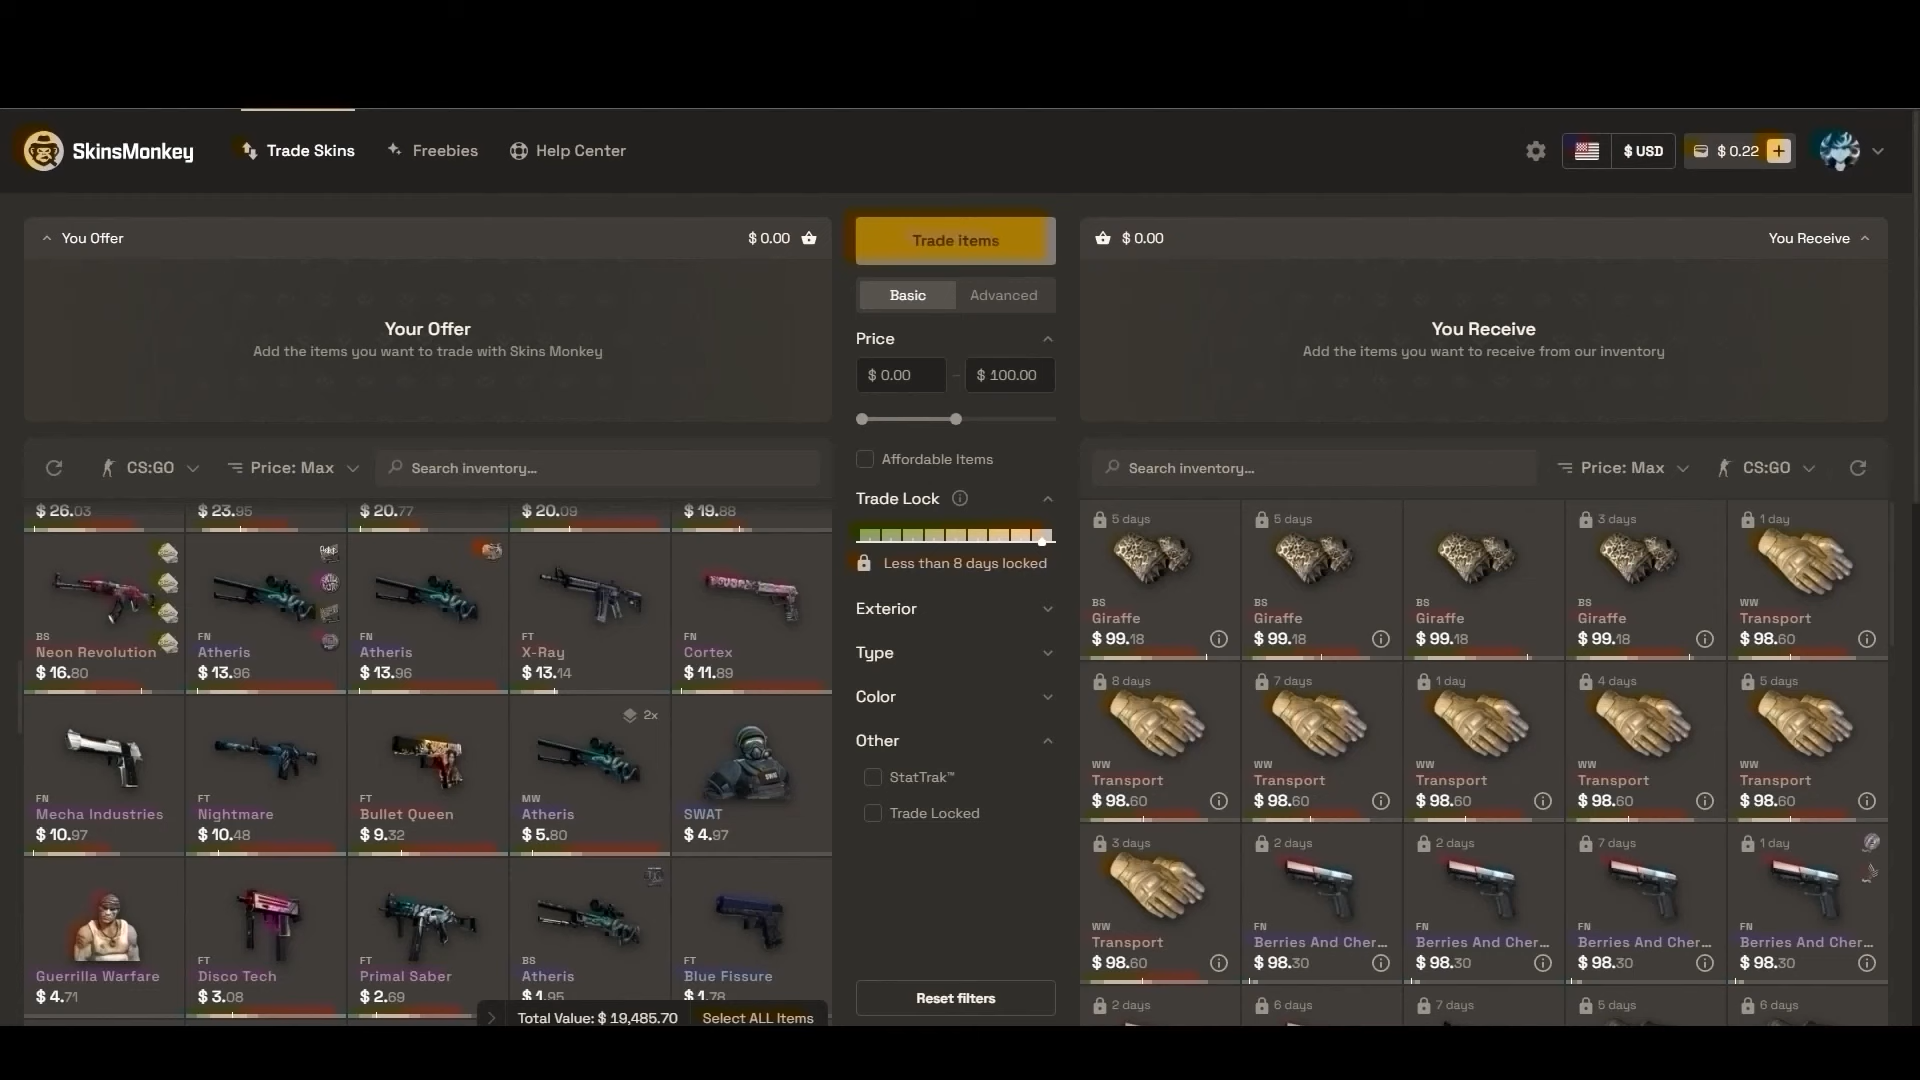 SkinsMonkey
Trade Skins
Freebies
Help Center
$ USD
$ 0.22
You Offer
$ 0.00
Your Offer
Add the items you want to trade with Skins Monkey
Trade items
Basic
Advanced
Price
$ 0.00
-
$ 100.00
Affordable Items
Trade Lock
Less than 8 days locked
Exterior
Type
Color
Other
StatTrak™
Trade Locked
Reset filters
$ 0.00
You Receive
You Receive
Add the items you want to receive from our inventory
CS:GO
Price: Max
Search inventory...
$ 26.03
$ 23.95
$ 20.77
$ 20.09
$ 19.88
BS
Neon Revolution
$ 16.80
FN
Atheris
$ 13.96
FN
Atheris
$ 13.96
FT
X-Ray
$ 13.14
FN
Cortex
$ 11.89
FN
Mecha Industries
$ 10.97
FT
Nightmare
$ 10.48
FT
Bullet Queen
$ 9.32
2x
MW
Atheris
$ 5.80
SWAT
$ 4.97
Guerrilla Warfare
$ 4.71
FT
Disco Tech
$ 3.08
FT
Primal Saber
$ 2.69
BS
Atheris
$ 1.95
FT
Blue Fissure
$ 1.78
Total Value: $ 19,485.70
Select ALL Items
Search inventory...
Price: Max
CS:GO
5 days
BS
Giraffe
$ 99.18
5 days
BS
Giraffe
$ 99.18
BS
Giraffe
$ 99.18
3 days
BS
Giraffe
$ 99.18
1 day
WW
Transport
$ 98.60
8 days
WW
Transport
$ 98.60
7 days
WW
Transport
$ 98.60
1 day
WW
Transport
$ 98.60
4 days
WW
Transport
$ 98.60
5 days
WW
Transport
$ 98.60
3 days
WW
Transport
$ 98.60
2 days
FN
Berries And Cher...
$ 98.30
2 days
FN
Berries And Cher...
$ 98.30
7 days
FN
Berries And Cher...
$ 98.30
1 day
FN
Berries And Cher...
$ 98.30
2 days
6 days
7 days
5 days
6 days